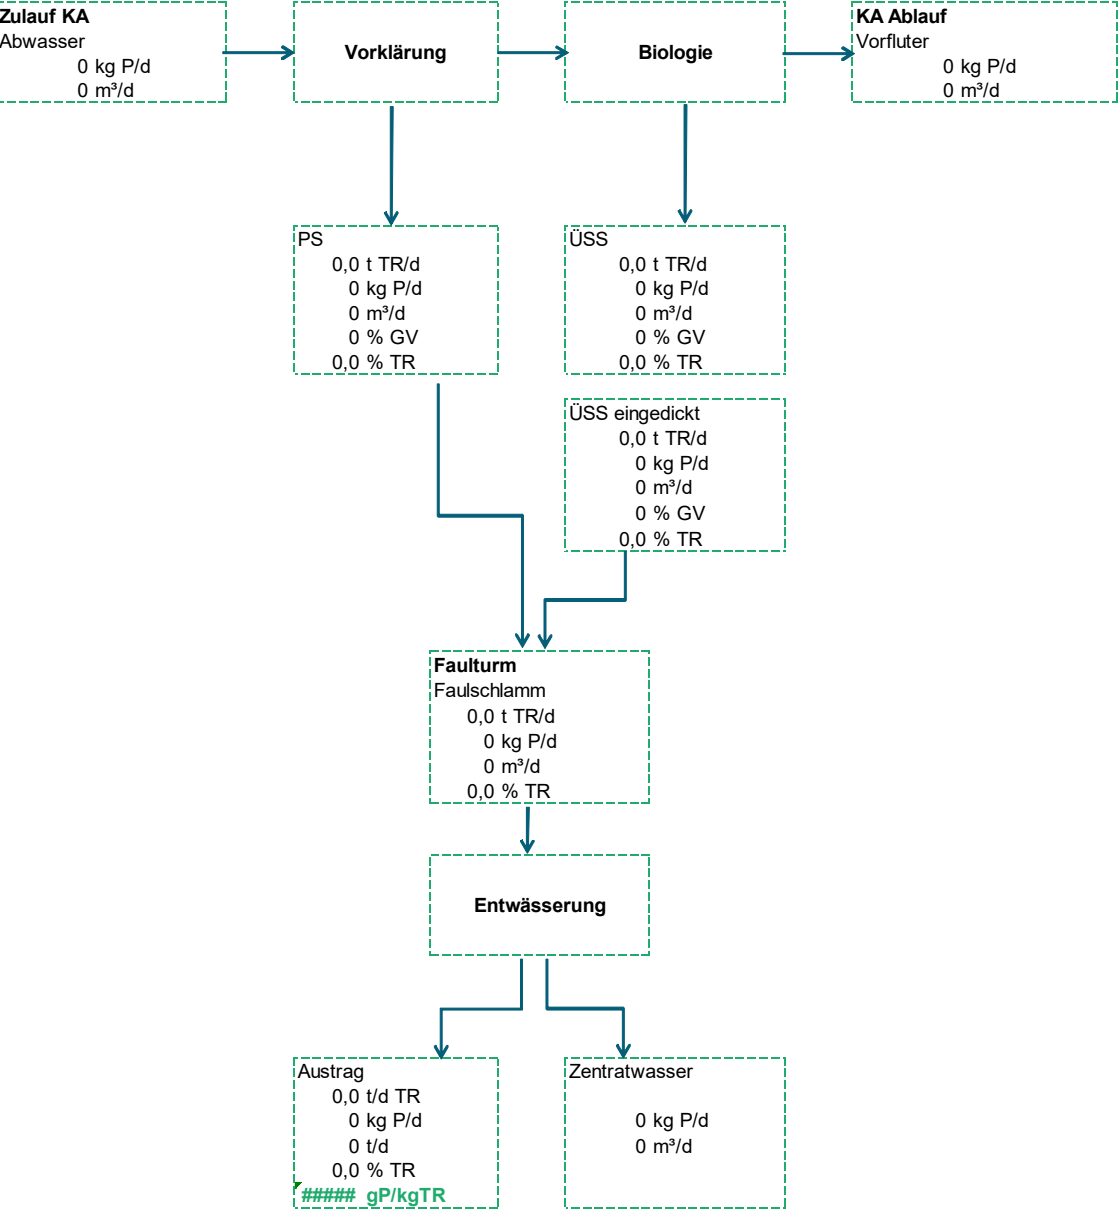 Zulauf KA
Abwasser
0 kg P/d
0 m³/d
Vorklärung
Biologie
KA Ablauf
Vorfluter
0 kg P/d
0 m³/d
PS
0,0 t TR/d
0 kg P/d
0 m³/d
0 % GV
0,0 % TR
ÜSS
0,0 t TR/d
0 kg P/d
0 m³/d
0 % GV
0,0 % TR
ÜSS eingedickt
0,0 t TR/d
0 kg P/d
0 m³/d
0 % GV
0,0 % TR
Faulturm
Faulschlamm
0,0 t TR/d
0 kg P/d
0 m³/d
0,0 % TR
Entwässerung
Austrag
0,0 t/d TR
0 kg P/d
0 t/d
0,0 % TR
##### gP/kgTR
Zentratwasser
0 kg P/d
0 m³/d